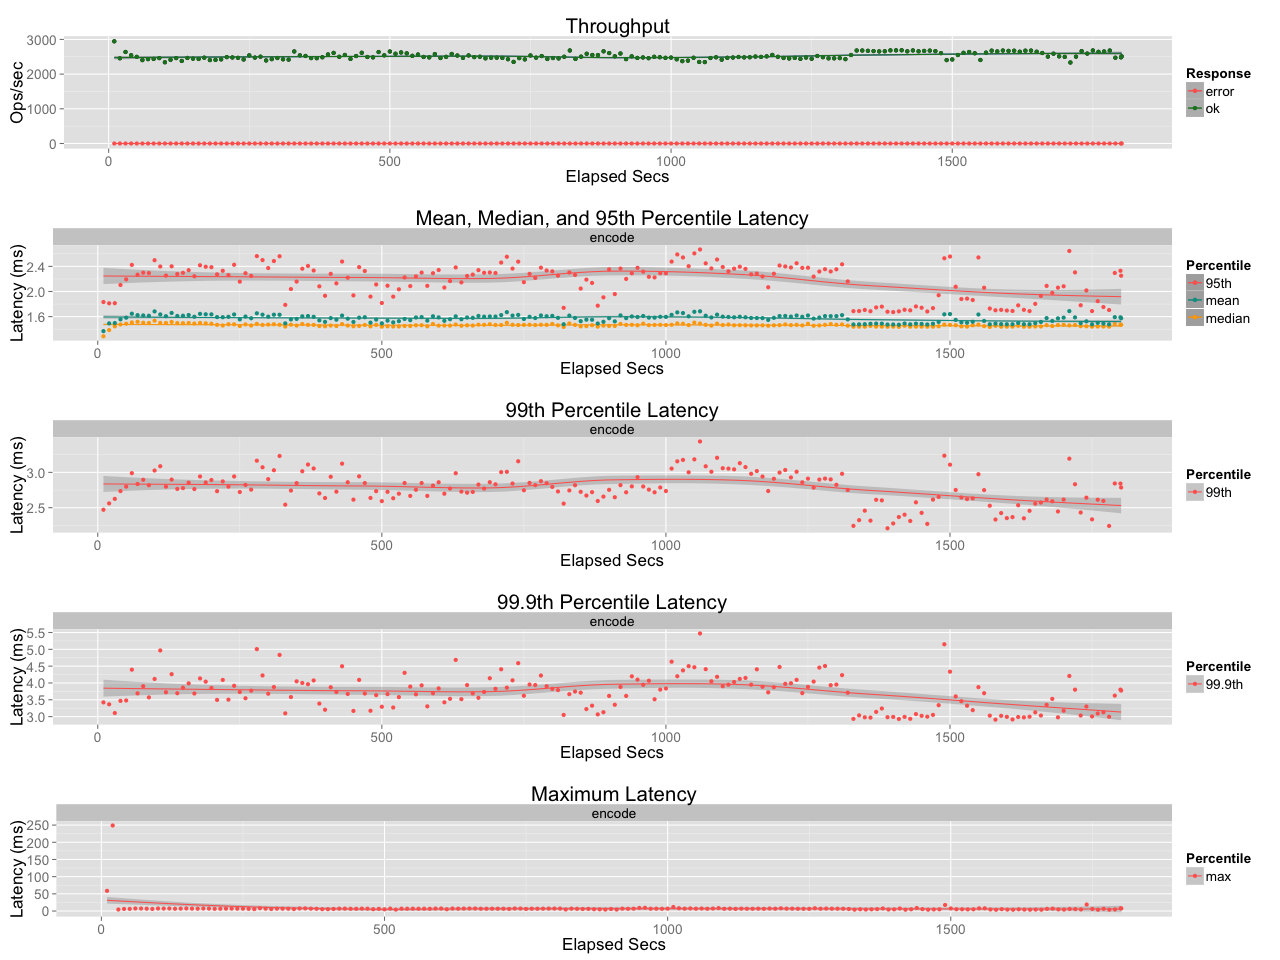 Throughput
3000
2000
1000
0
Ops/sec
0 500 1000 1500
Elapsed Secs
Response
error
ok
Mean, Median, and 95th Percentile Latency
encode
2.4
2.0
1.6
Latency (ms)
0 500 1000 1500
Elapsed Secs
Percentile
95th
mean
median
99th Percentile Latency
encode
3.0
2.5
Latency (ms)
0 500 1000 1500
Elapsed Secs
Percentile
99th
99.9th Percentile Latency
encode
5.5
5.0
4.5
4.0
3.5
3.0
Latency (ms)
0 500 1000 1500
Elapsed Secs
Percentile
99.9th
Maximum Latency
encode
250
200
150
100
50
0
Latency (ms)
0 500 1000 1500
Elapsed Secs
Percentile
max